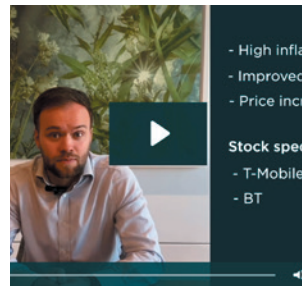 - High infla
- Improved
- Price incr
Stock spec
- T-Mobile
- BT